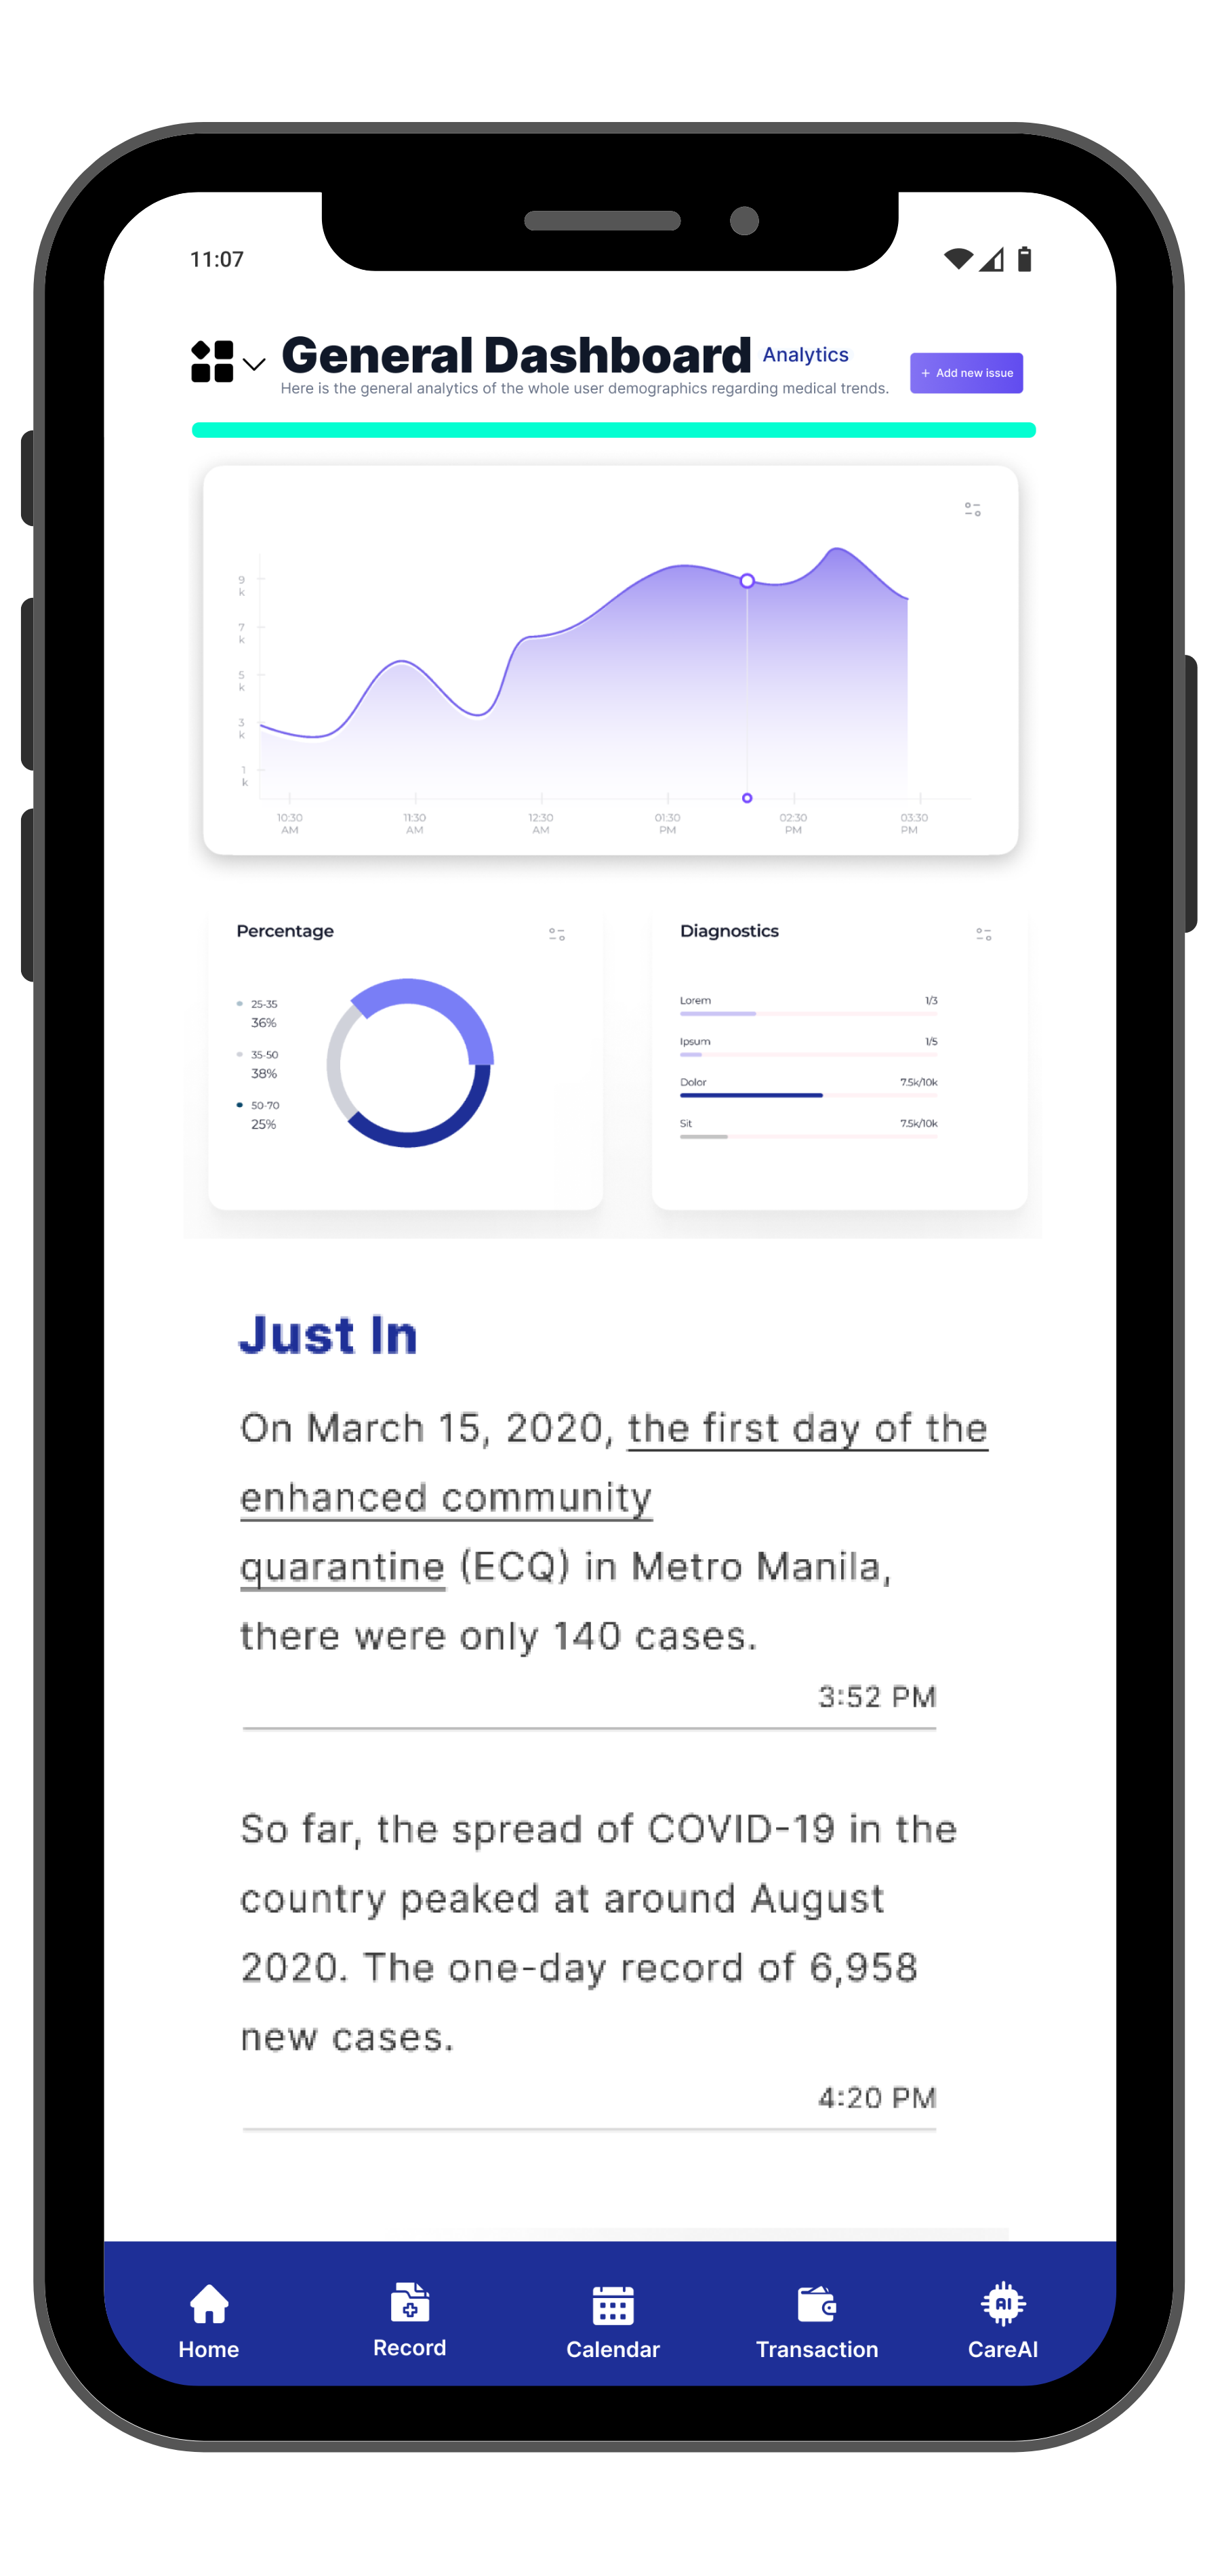 11:07
General Dashboard Analytics
Here is the general analytics of the whole user demographics regarding medical trends.
+ Add new issue
9
k
7
k
5
k
3
k
1
k
10:30
AM
11:30
AM
12:30
AM
01:30
PM
02:30
PM
03:30
PM
Percentage
25-35
36%
35-50
38%
50-70
25%
Diagnostics
Lorem 1/3
Ipsum 1/5
Dolor 7.5k/10k
Sit 7.5k/10k
Just In
On March 15, 2020, the first day of the
enhanced community
quarantine (ECQ) in Metro Manila,
there were only 140 cases.
3:52 PM
So far, the spread of COVID-19 in the
country peaked at around August
2020. The one-day record of 6,958
new cases.
4:20 PM
Home
Record
Calendar
Transaction
AI
CareAI